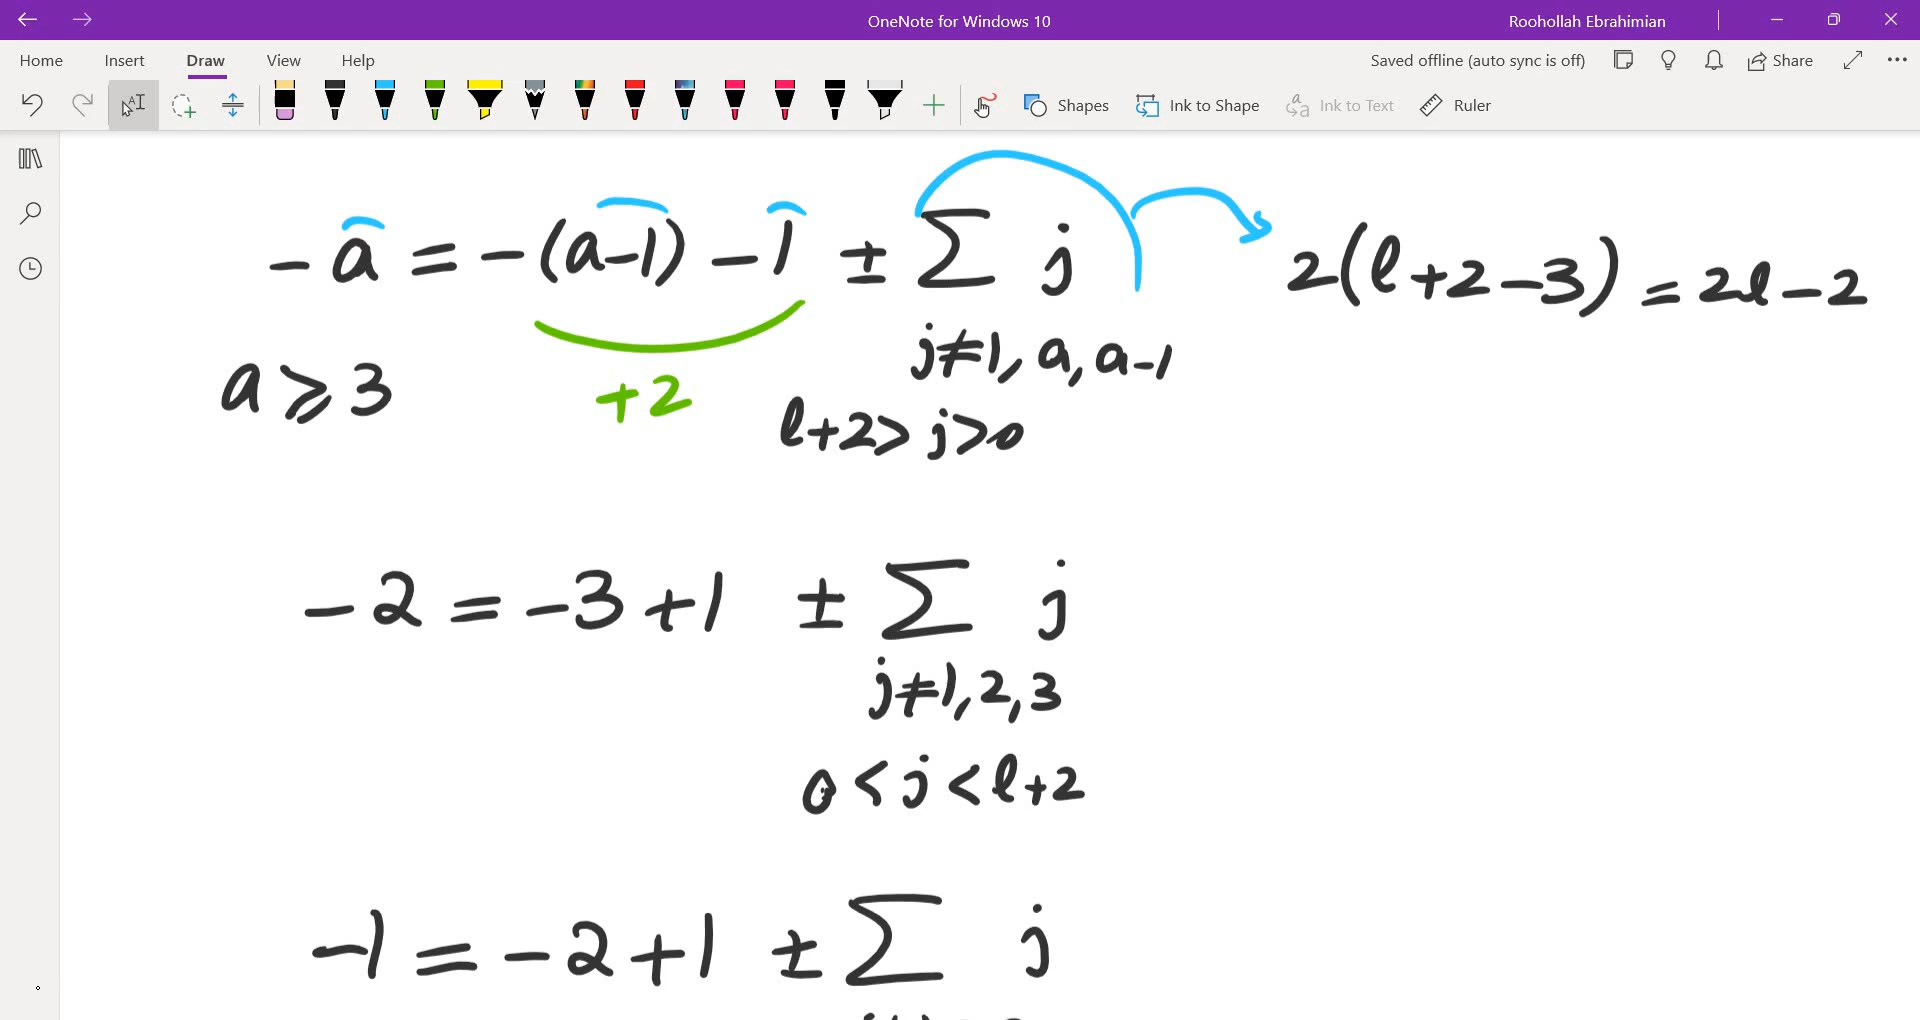 OneNote for Windows 10
Roohollah Ebrahimian
Home Insert Draw View Help
Saved offline (auto sync is off) Share
Shapes Ink to Shape Ink to Text Ruler
-a = -(a-1) - 1 ± ∑ j 2(l+2-3) = 2l-2
j≠1, a, a-1
a ⩾ 3 +2
l+2 > j > 0
-2 = -3+1 ± ∑ j
j≠1, 2, 3
0 < j < l+2
-1 = -2+1 ± ∑ j